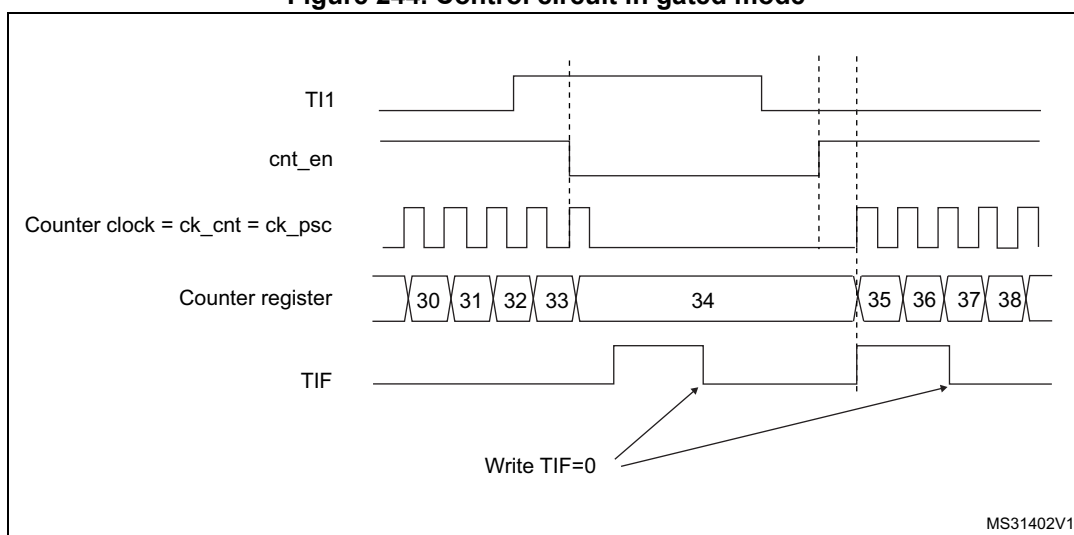 Figure 244. Control circuit in gated mode
TI1
cnt_en
Counter clock = ck_cnt = ck_psc
Counter register 30 31 32 33 34 35 36 37 38
TIF
Write TIF=0
MS31402V1